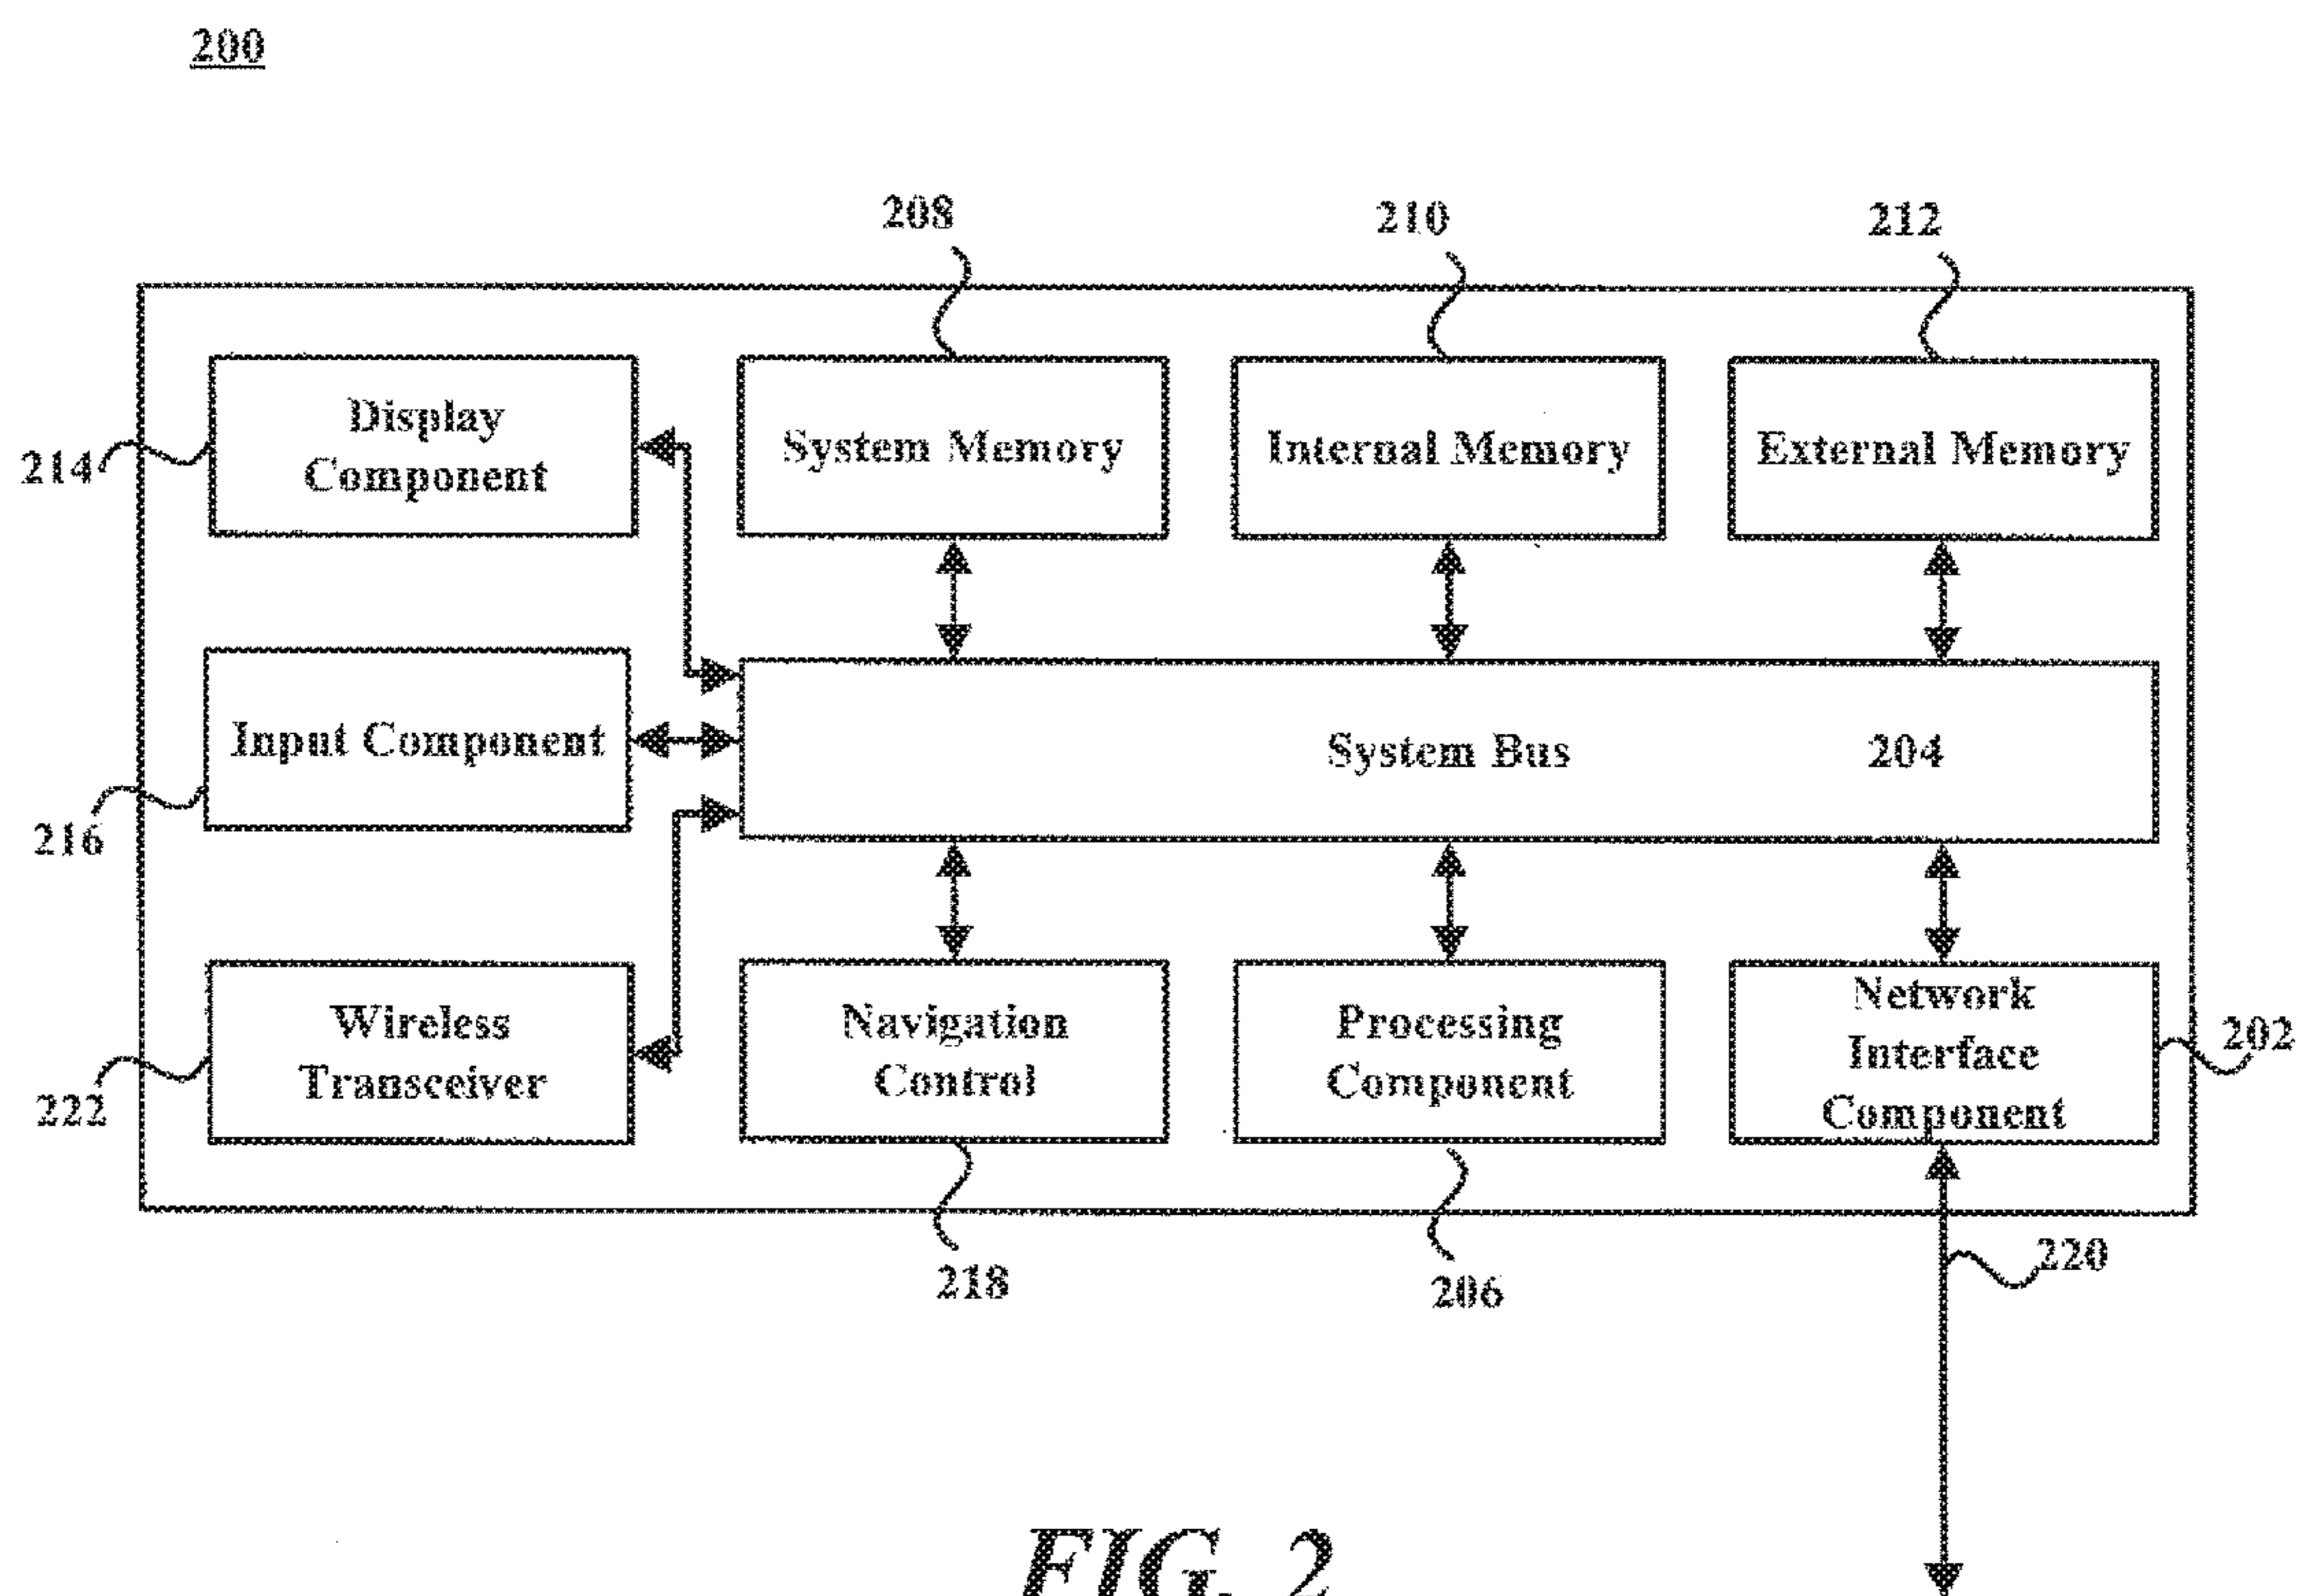 200
208
210
212
Display
Component
System Memory
Internal Memory
External Memory
214
Input Component
System Bus
204
216
Wireless
Transceiver
Navigation
Control
Processing
Component
Network
Interface
Component
202
222
218
206
220
FIG. 2